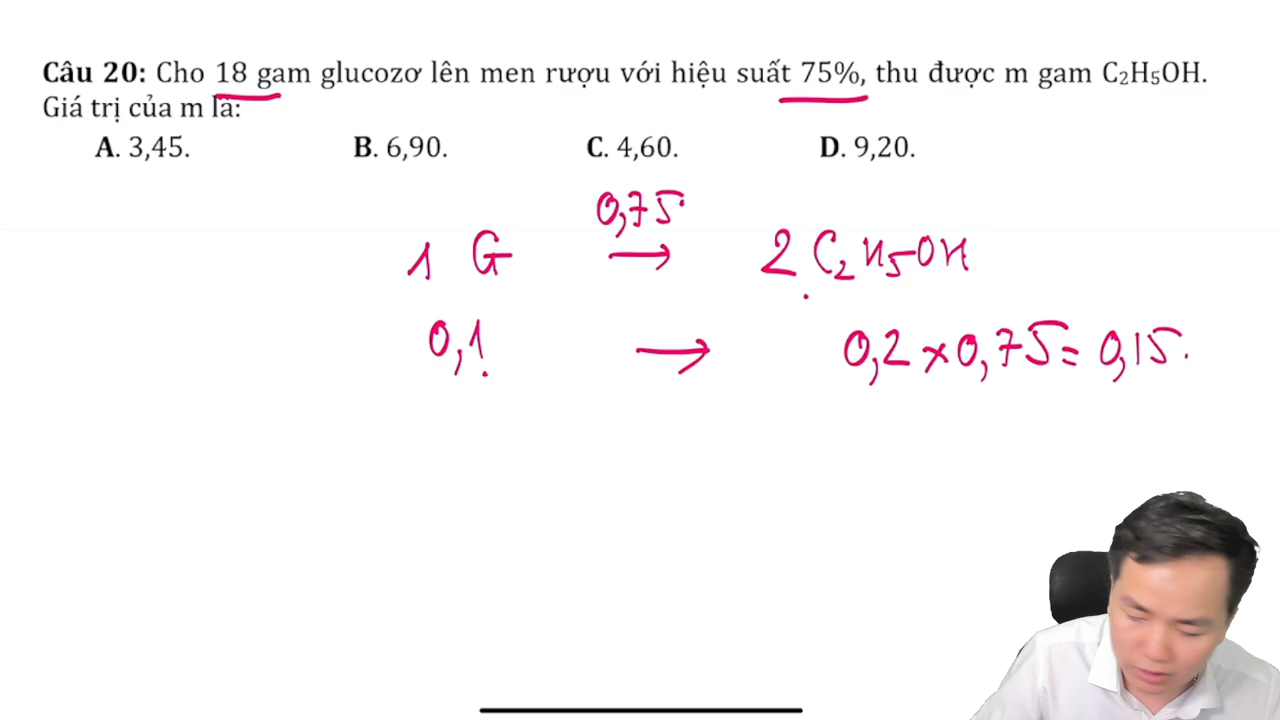 Câu 20: Cho 18 gam glucozơ lên men rượu với hiệu suất 75%, thu được m gam C₂H₅OH.
Giá trị của m là:
A. 3,45. B. 6,90. C. 4,60. D. 9,20.
0,75
1 G → 2 C₂H₅OH
0,1 → 0,2 × 0,75 = 0,15.